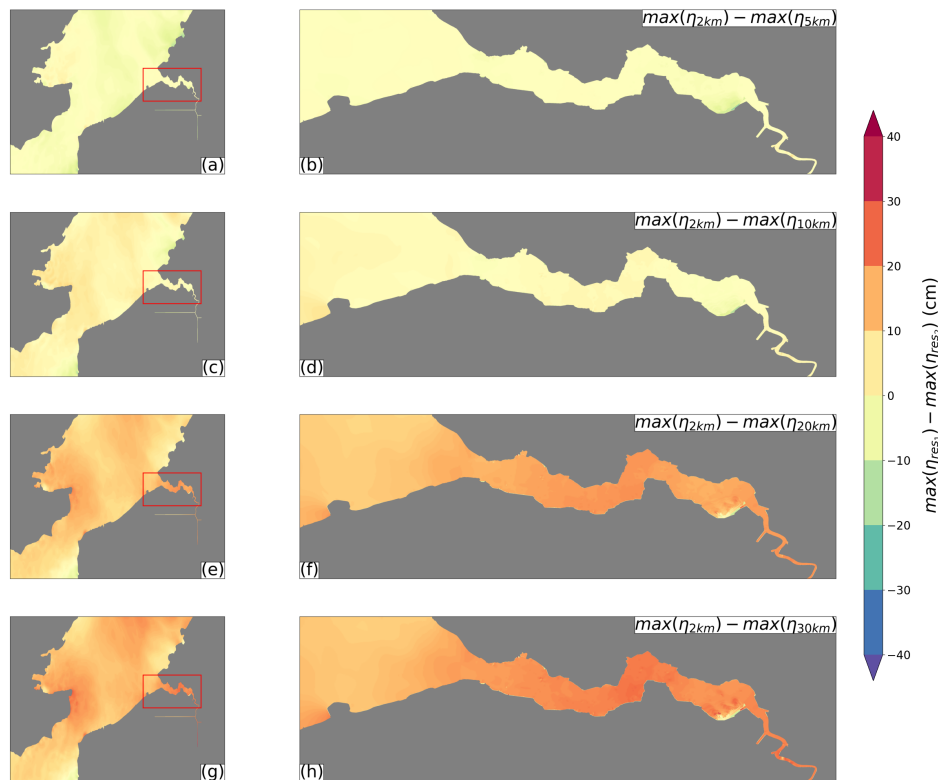 max(η2km) − max(η5km)
(a)
(b)
max(η2km) − max(η10km)
(c)
(d)
max(η2km) − max(η20km)
(e)
(f)
max(η2km) − max(η30km)
(g)
(h)
40
30
20
10
0
−10
−20
−30
−40
max(ηres1) − max(ηres2) (cm)